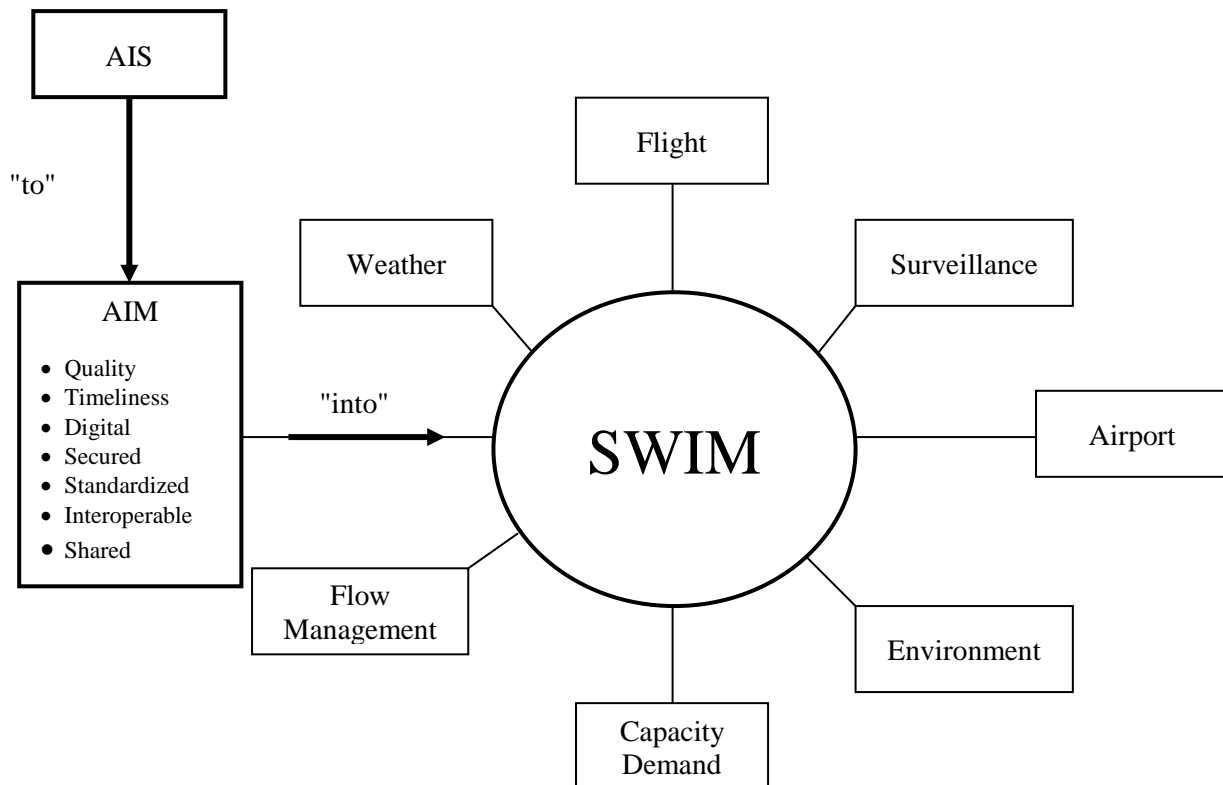 AIS
"to"
Flight
Weather
Surveillance
AIM
• Quality
• Timeliness
• Digital
• Secured
• Standardized
• Interoperable
• Shared
"into"
SWIM
Airport
Flow
Management
Environment
Capacity
Demand